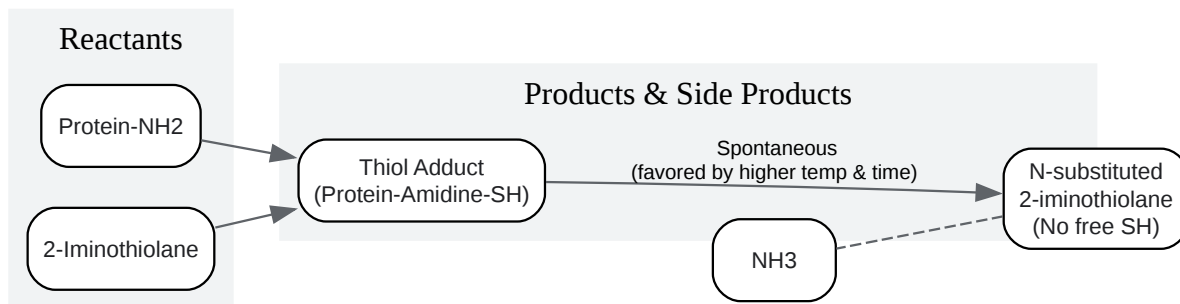 Reactants
Protein-NH2
2-Iminothiolane
Products & Side Products
Thiol Adduct
(Protein-Amidine-SH)
Spontaneous
(favored by higher temp & time)
N-substituted
2-iminothiolane
(No free SH)
NH3